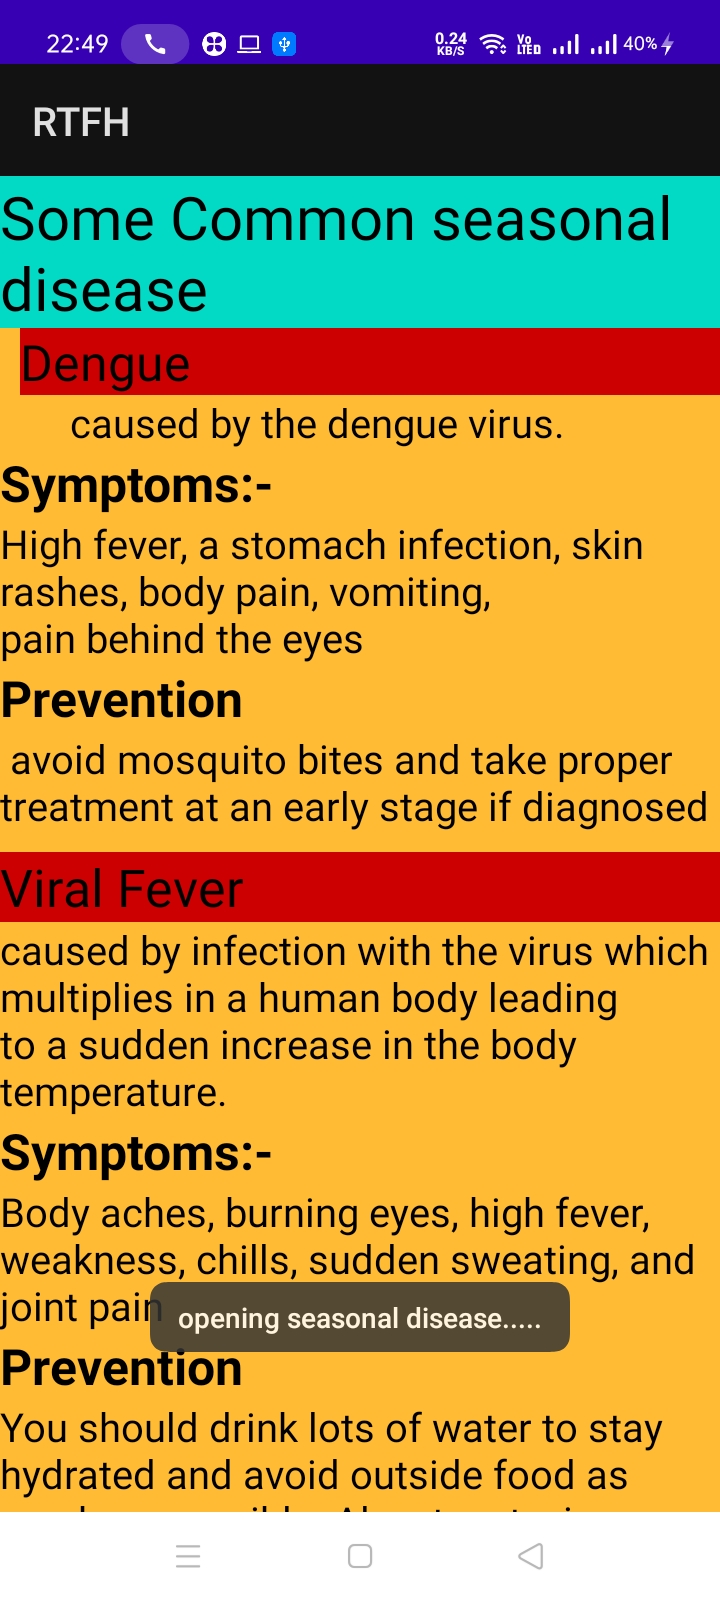 22:49
0.24 KB/S
Vo LTE
40%
RTFH
Some Common seasonal
disease
Dengue
caused by the dengue virus.
Symptoms:-
High fever, a stomach infection, skin
rashes, body pain, vomiting,
pain behind the eyes
Prevention
avoid mosquito bites and take proper
treatment at an early stage if diagnosed
Viral Fever
caused by infection with the virus which
multiplies in a human body leading
to a sudden increase in the body
temperature.
Symptoms:-
Body aches, burning eyes, high fever,
weakness, chills, sudden sweating, and
joint pain
opening seasonal disease.....
Prevention
You should drink lots of water to stay
hydrated and avoid outside food as